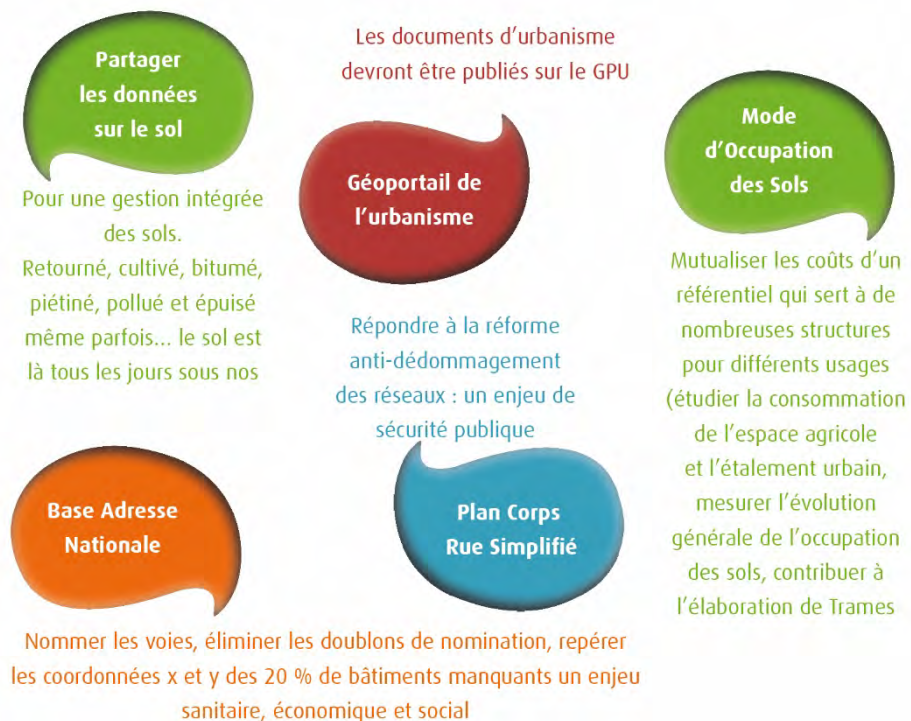 Partager
les données
sur le sol
Pour une gestion intégrée
des sols.
Retourné, cultivé, bitumé,
piétiné, pollué et épuisé
même parfois... le sol est
là tous les jours sous nos
Les documents d'urbanisme
devront être publiés sur le GPU
Géoportail de
l'urbanisme
Mode
d'Occupation
des Sols
Mutualiser les coûts d'un
référentiel qui sert à de
nombreuses structures
pour différents usages
(étudier la consommation
de l'espace agricole
et l'étalement urbain,
mesurer l'évolution
générale de l'occupation
des sols, contribuer à
l'élaboration de Trames
Répondre à la réforme
anti-dédommagement
des réseaux : un enjeu de
sécurité publique
Plan Corps
Rue Simplifié
Base Adresse
Nationale
Nommer les voies, éliminer les doublons de nomination, repérer
les coordonnées x et y des 20 % de bâtiments manquants un enjeu
sanitaire, économique et social